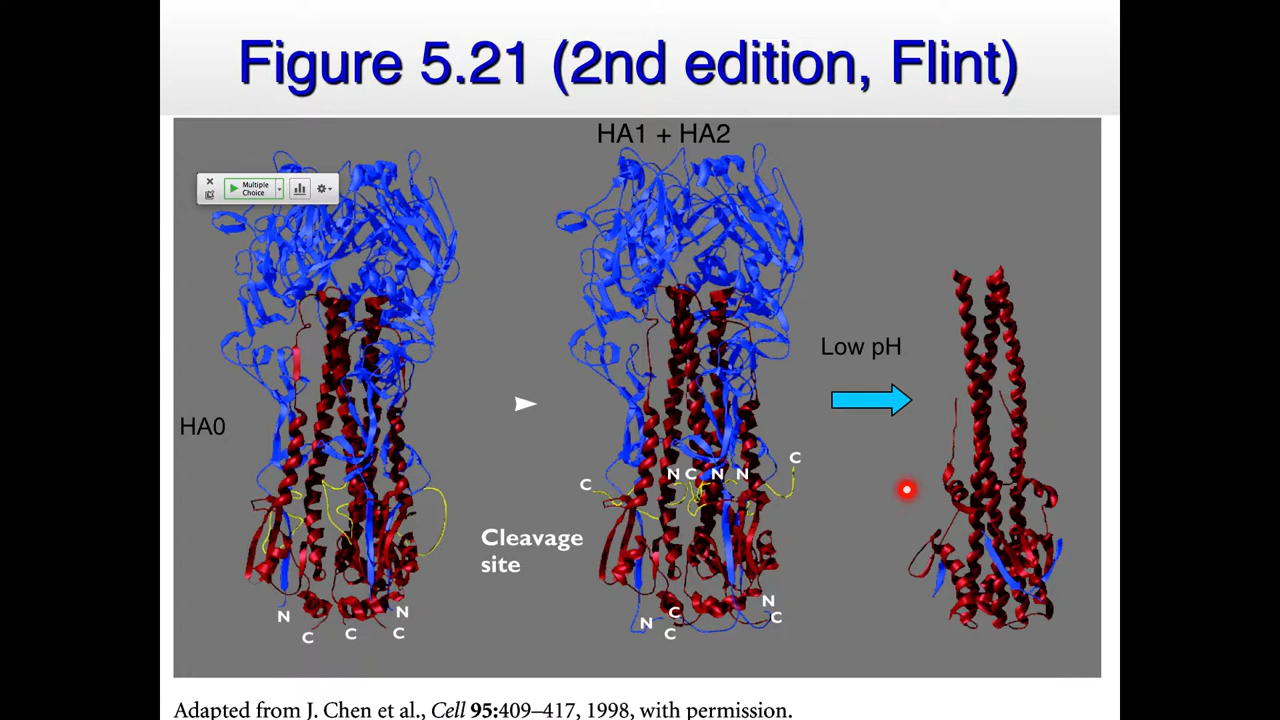 Figure 5.21 (2nd edition, Flint)
HA1 + HA2
Multiple
Choice
Low pH
HA0
C
N C N N
C
Cleavage
site
N
C
C
N
C
N
C
C
N
C
Adapted from J. Chen et al., Cell 95:409–417, 1998, with permission.